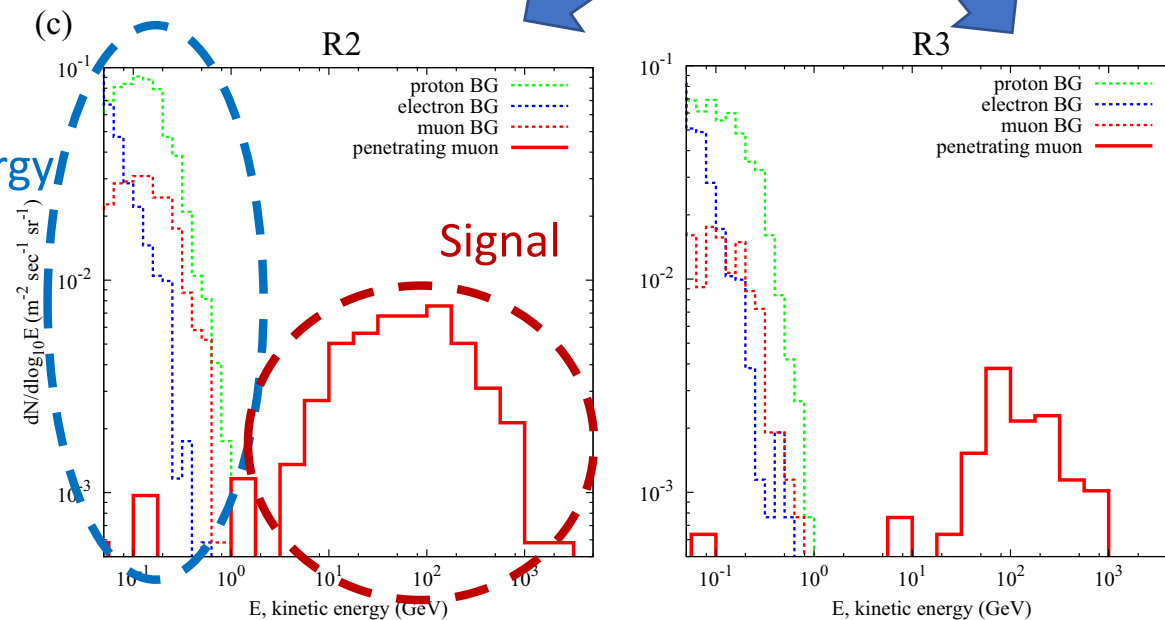 (c)
R2
R3
proton BG
electron BG
muon BG
penetrating muon
proton BG
electron BG
muon BG
penetrating muon
rgy
Signal
dN/dlog₁₀E (m⁻² sec⁻¹ sr⁻¹)
10⁻¹
10⁻²
10⁻³
10⁻¹
10⁻²
10⁻³
10⁻¹ 10⁰ 10¹ 10² 10³
10⁻¹ 10⁰ 10¹ 10² 10³
E, kinetic energy (GeV)
E, kinetic energy (GeV)